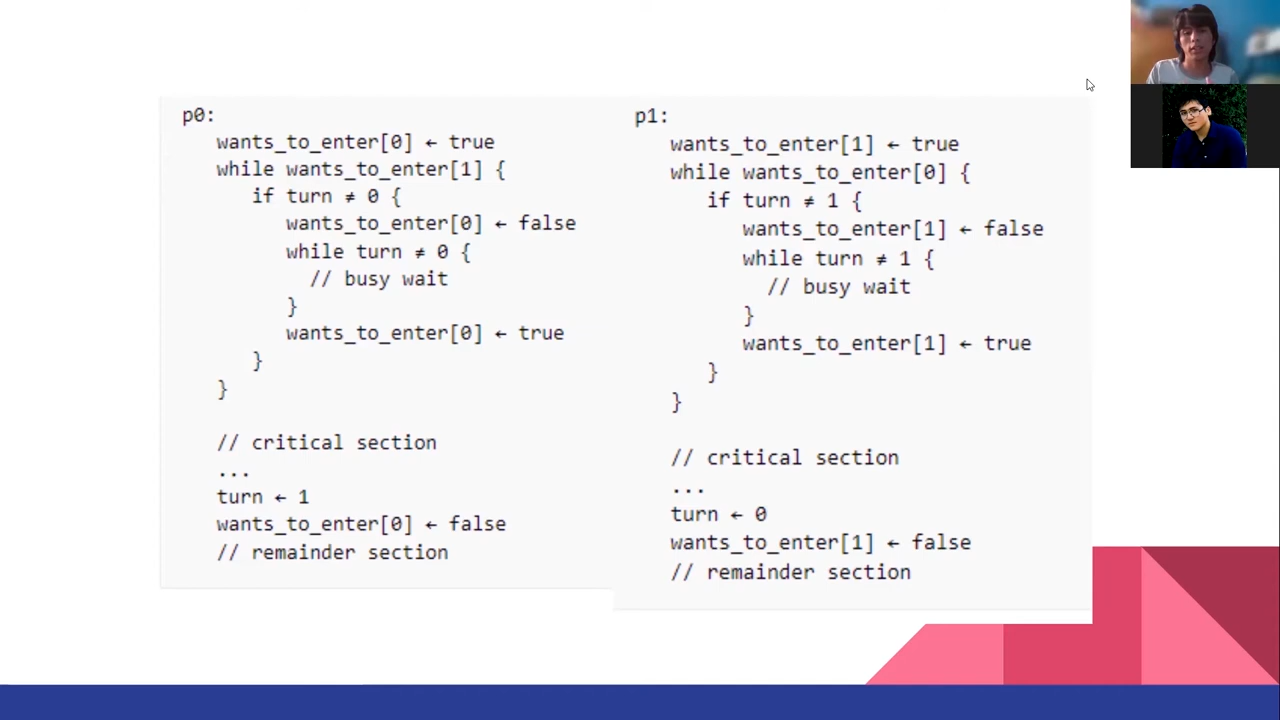 p0:
wants_to_enter[0] ← true
while wants_to_enter[1] {
if turn ≠ 0 {
wants_to_enter[0] ← false
while turn ≠ 0 {
// busy wait
}
wants_to_enter[0] ← true
}
}
// critical section
...
turn ← 1
wants_to_enter[0] ← false
// remainder section
p1:
wants_to_enter[1] ← true
while wants_to_enter[0] {
if turn ≠ 1 {
wants_to_enter[1] ← false
while turn ≠ 1 {
// busy wait
}
wants_to_enter[1] ← true
}
}
// critical section
...
turn ← 0
wants_to_enter[1] ← false
// remainder section